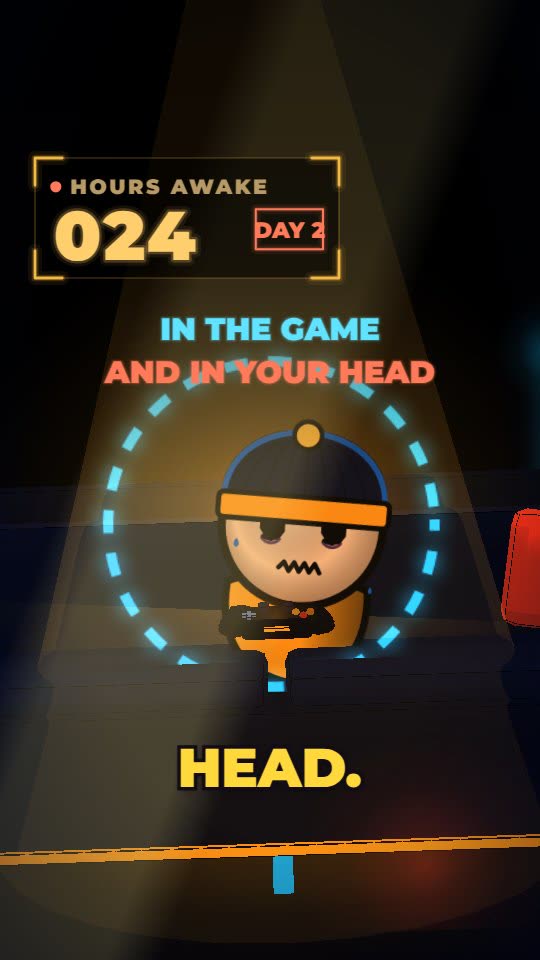 HOURS AWAKE
024
DAY 2
IN THE GAME
AND IN YOUR HEAD
HEAD.